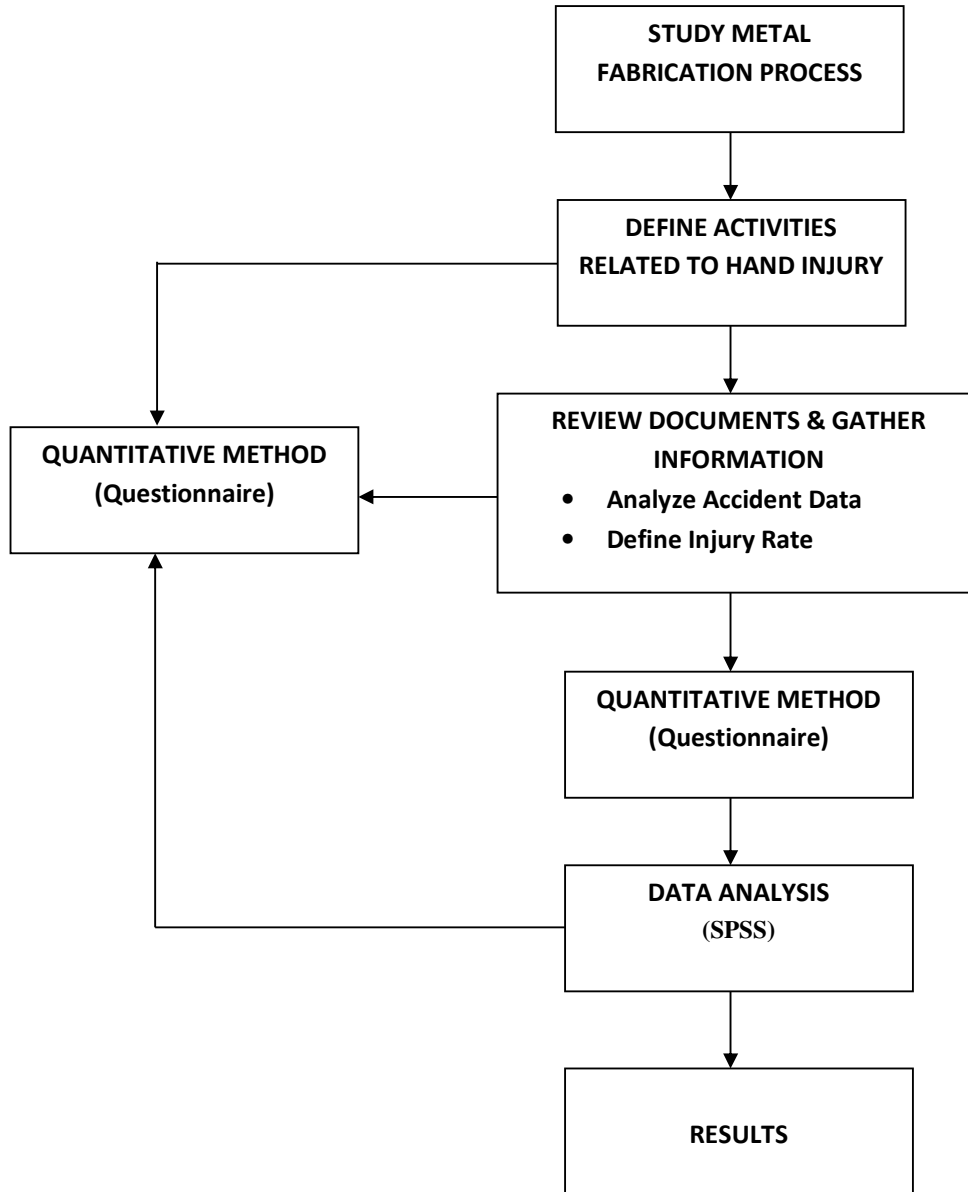 STUDY METAL
FABRICATION PROCESS
DEFINE ACTIVITIES
RELATED TO HAND INJURY
REVIEW DOCUMENTS & GATHER
INFORMATION
• Analyze Accident Data
• Define Injury Rate
QUANTITATIVE METHOD
(Questionnaire)
QUANTITATIVE METHOD
(Questionnaire)
DATA ANALYSIS
(SPSS)
RESULTS